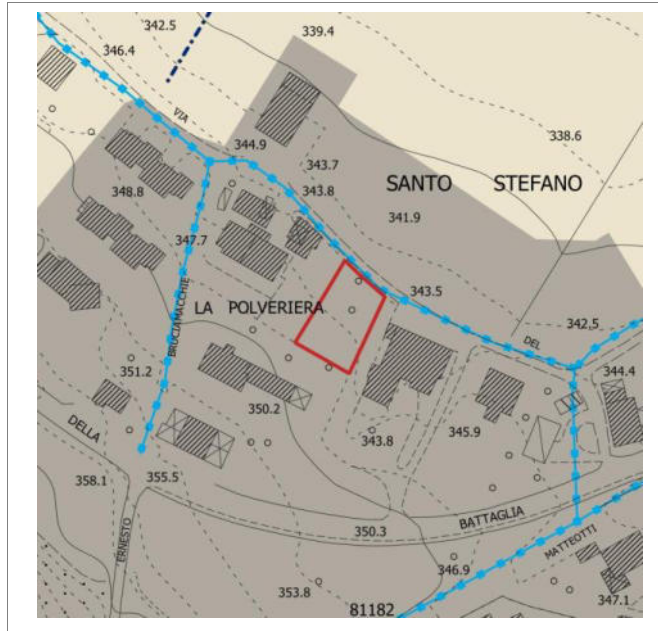 342.5
339.4
346.4
VIA
338.6
344.9
343.7
SANTO STEFANO
343.8
348.8
341.9
347.7
343.5
LA POLVERIERA
BRUCIAMACCHIE
DEL
342.5
351.2
344.4
350.2
DELLA
343.8
345.9
358.1
355.5
BATTAGLIA
ERNESTO
350.3
MATTEOTTI
346.9
353.8
347.1
81182